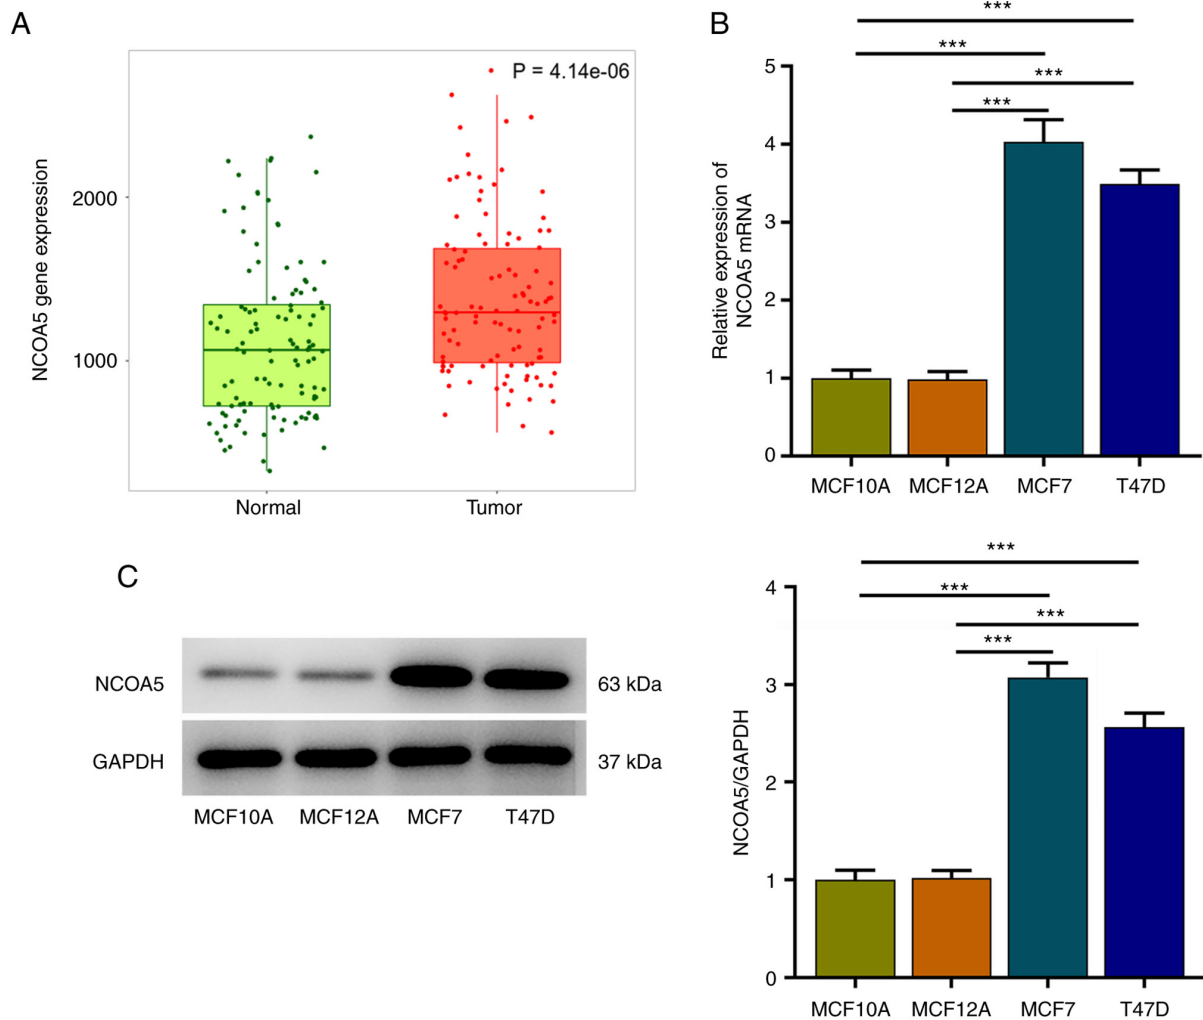 A
P = 4.14e-06
NCOA5 gene expression
2000
1000
Normal
Tumor
B
***
***
***
***
Relative expression of
NCOA5 mRNA
5
4
3
2
1
0
MCF10A MCF12A MCF7 T47D
C
NCOA5
63 kDa
GAPDH
37 kDa
MCF10A MCF12A MCF7 T47D
***
***
***
***
NCOA5/GAPDH
4
3
2
1
0
MCF10A MCF12A MCF7 T47D